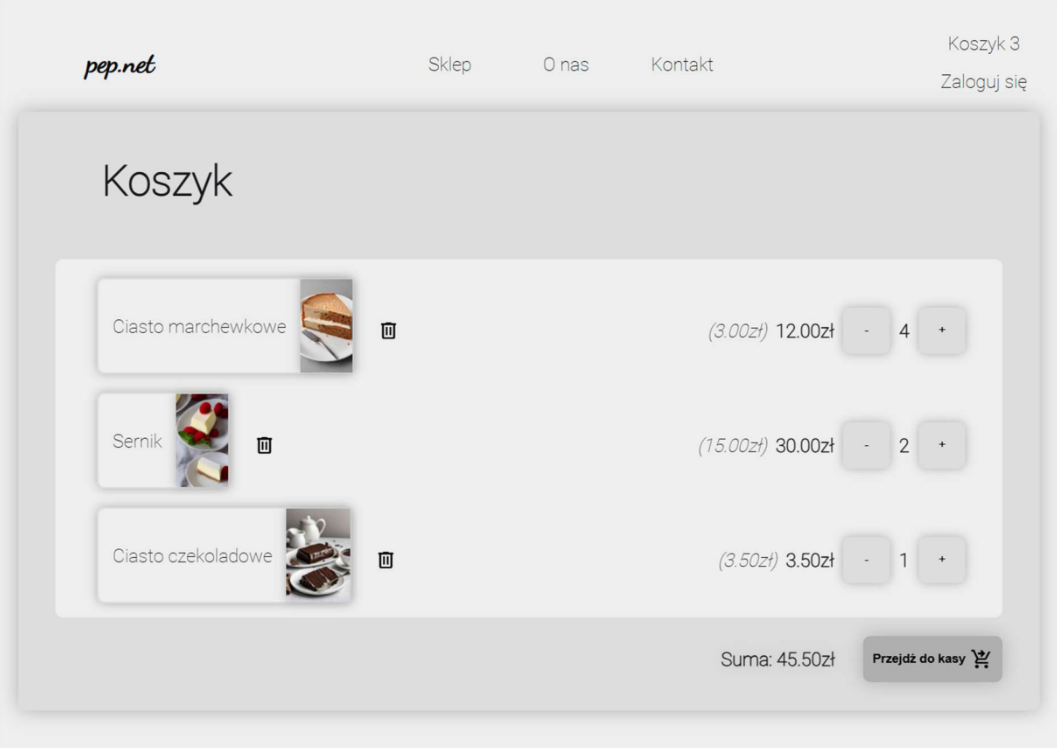 pep.net
Sklep
O nas
Kontakt
Koszyk 3
Zaloguj się
Koszyk
Ciasto marchewkowe (3.00zł) 12.00zł - 4 +
Sernik (15.00zł) 30.00zł - 2 +
Ciasto czekoladowe (3.50zł) 3.50zł - 1 +
Suma: 45.50zł
Przejdź do kasy